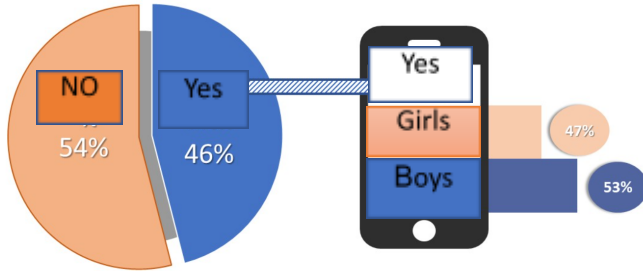 NO
54%
Yes
46%
Yes
Girls
47%
Boys
53%